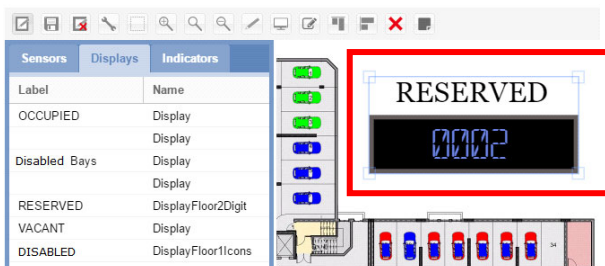 Sensors Displays Indicators
Label Name
OCCUPIED Display
Display
Disabled Bays Display
Display
RESERVED DisplayFloor2Digit
VACANT Display
DISABLED DisplayFloor1Icons
RESERVED
0002
34